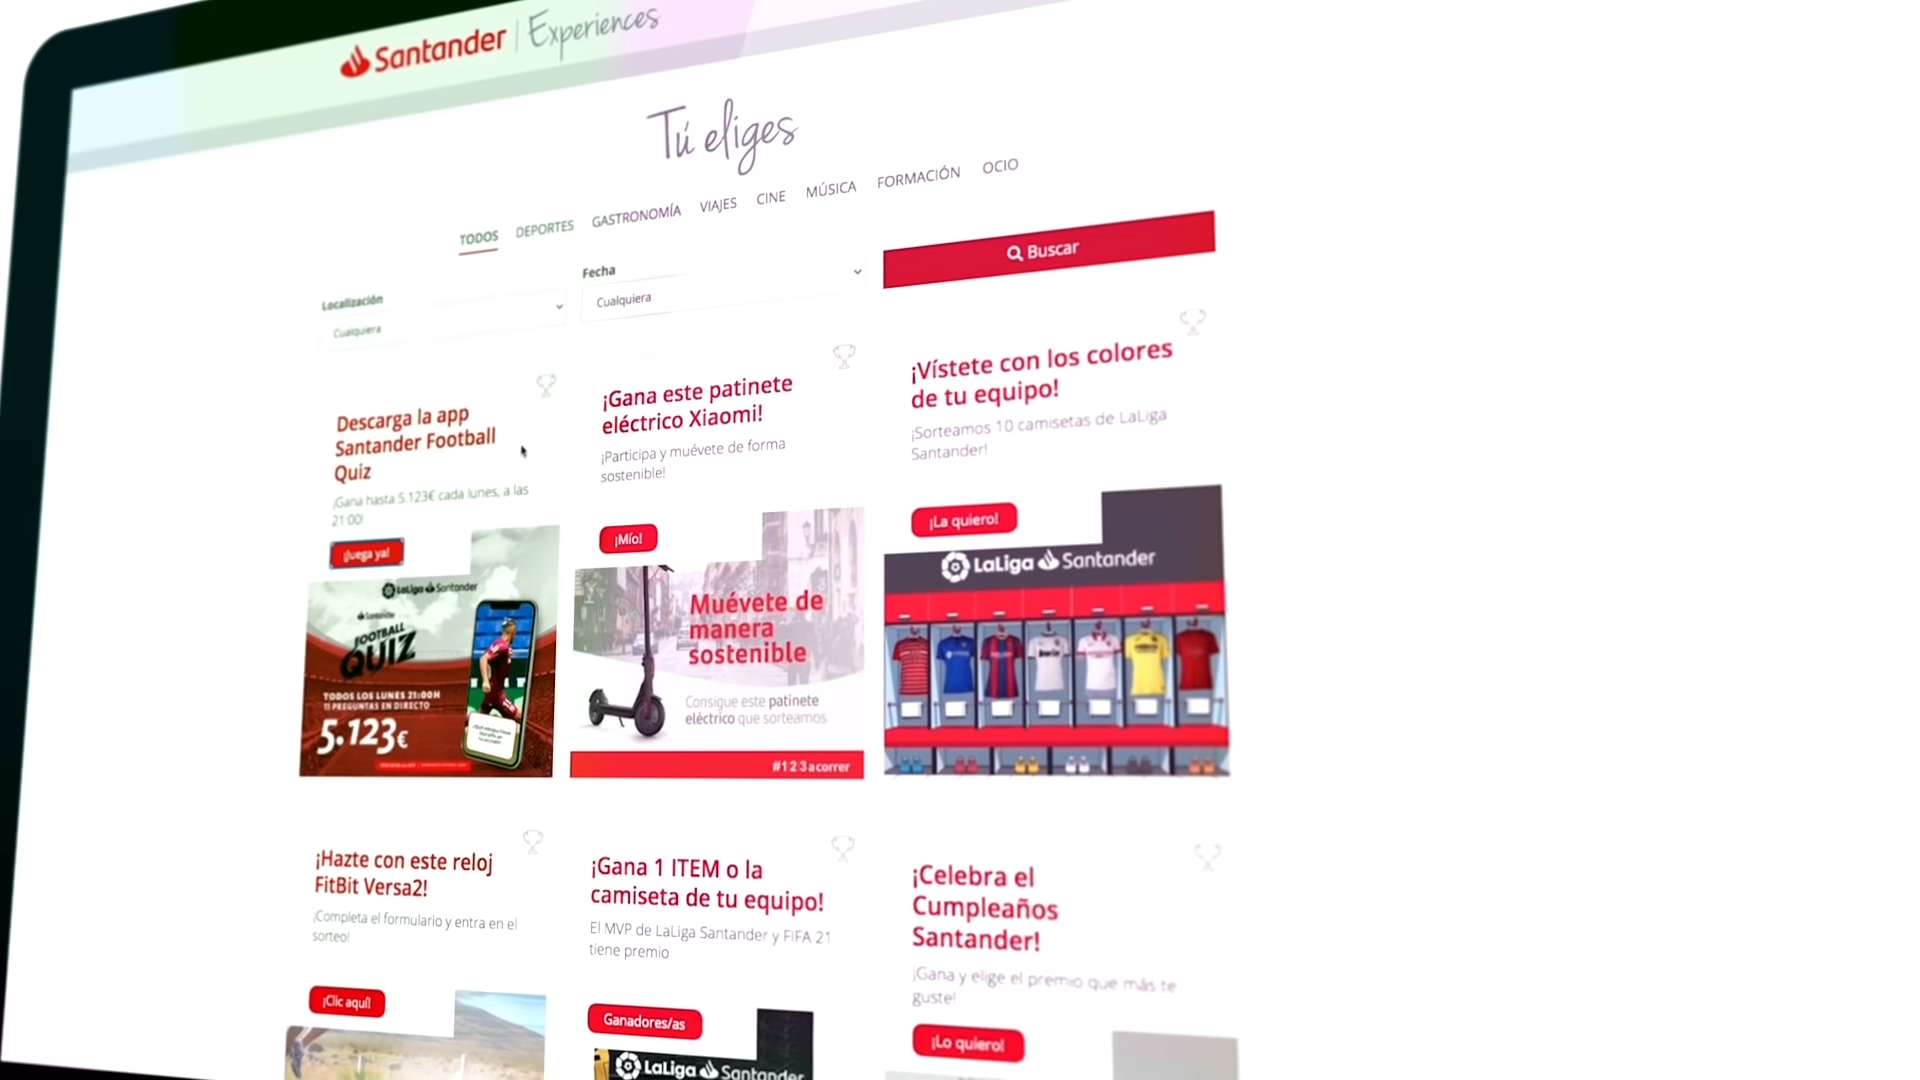 Santander | Experiences
Tú eliges
TODOS DEPORTES GASTRONOMÍA VIAJES CINE MÚSICA FORMACIÓN OCIO
Localización
Cualquiera
Fecha
Cualquiera
Buscar
Descarga la app
Santander Football
Quiz
¡Gana hasta 5.123€ cada lunes, a las
21:00!
¡Juega ya!
LaLiga Santander
Santander
FOOTBALL
QUIZ
TODOS LOS LUNES 21:00H
11 PREGUNTAS EN DIRECTO
5.123€
¡Gana este patinete
eléctrico Xiaomi!
¡Participa y muévete de forma
sostenible!
¡Mío!
Muévete de
manera
sostenible
Consigue este patinete
eléctrico que sorteamos
#123acorrer
¡Vístete con los colores
de tu equipo!
¡Sorteamos 10 camisetas de LaLiga
Santander!
¡La quiero!
LaLiga Santander
¡Hazte con este reloj
FitBit Versa2!
¡Completa el formulario y entra en el
sorteo!
¡Clic aquí!
¡Gana 1 ITEM o la
camiseta de tu equipo!
El MVP de LaLiga Santander y FIFA 21
tiene premio
Ganadores/as
LaLiga Santander
¡Celebra el
Cumpleaños
Santander!
¡Gana y elige el premio que más te
guste!
¡Lo quiero!